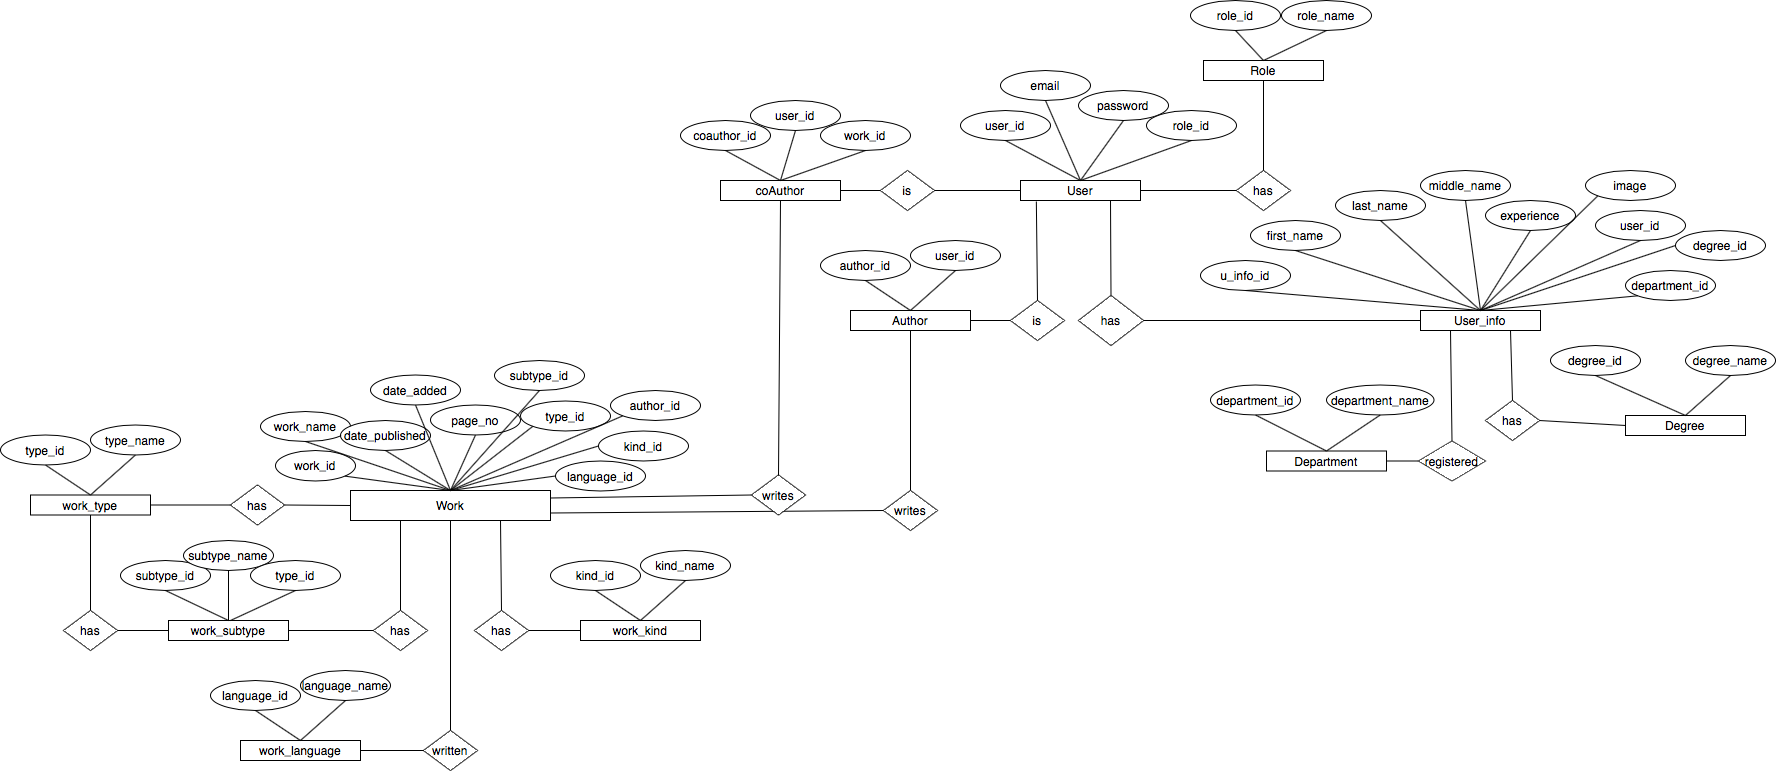 role_id
role_name
Role
email
user_id
password
role_id
user_id
coauthor_id
work_id
coAuthor
is
User
has
middle_name
image
last_name
experience
first_name
user_id
degree_id
u_info_id
department_id
author_id
user_id
Author
is
has
User_info
degree_id
degree_name
has
Degree
department_id
department_name
Department
registered
subtype_id
date_added
author_id
work_name
date_published
page_no
type_id
kind_id
work_id
language_id
type_id
type_name
work_type
has
Work
writes
writes
subtype_name
subtype_id
type_id
kind_id
kind_name
has
work_subtype
has
has
work_kind
language_id
language_name
work_language
written